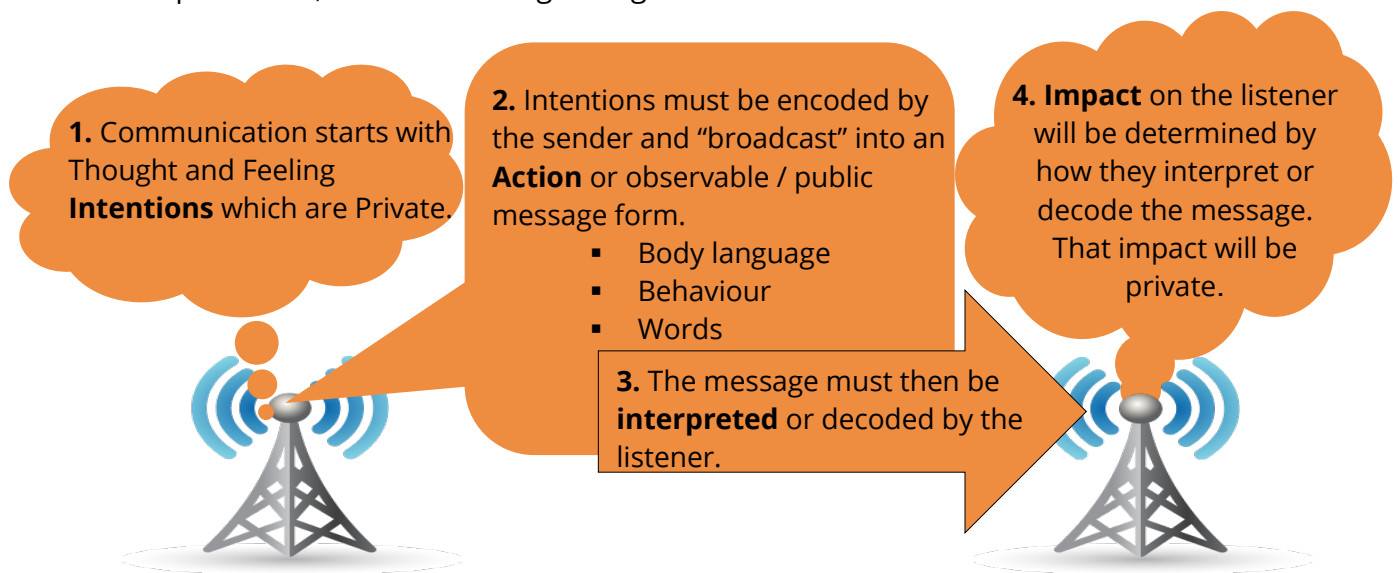 1. Communication starts with
Thought and Feeling
Intentions which are Private.
2. Intentions must be encoded by
the sender and “broadcast” into an
Action or observable / public
message form.
▪ Body language
▪ Behaviour
▪ Words
3. The message must then be
interpreted or decoded by the
listener.
4. Impact on the listener
will be determined by
how they interpret or
decode the message.
That impact will be
private.